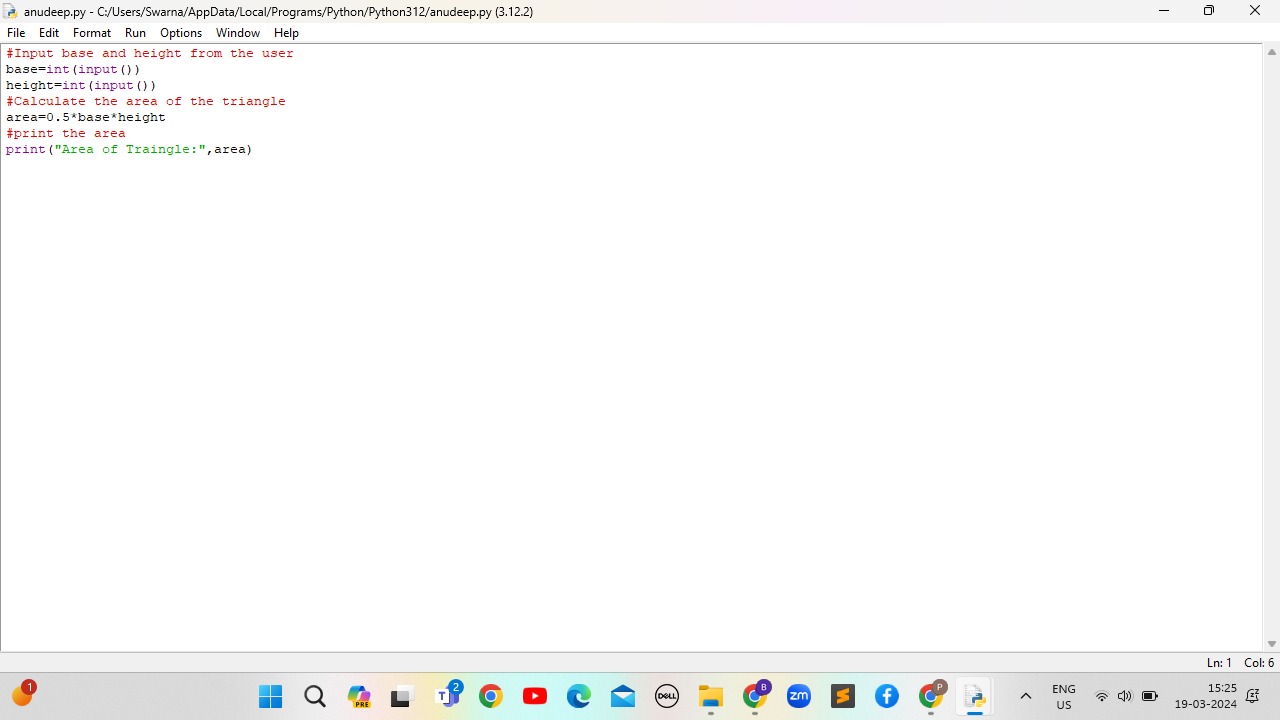 anudeep.py - C:/Users/Swarna/AppData/Local/Programs/Python/Python312/anudeep.py (3.12.2)
File Edit Format Run Options Window Help
#Input base and height from the user
base=int(input())
height=int(input())
#Calculate the area of the triangle
area=0.5*base*height
#print the area
print("Area of Traingle:",area)
Ln: 1 Col: 6
1
PRE
T 2
DELL
B
zm
P
ENG
US
15:25
19-03-2024